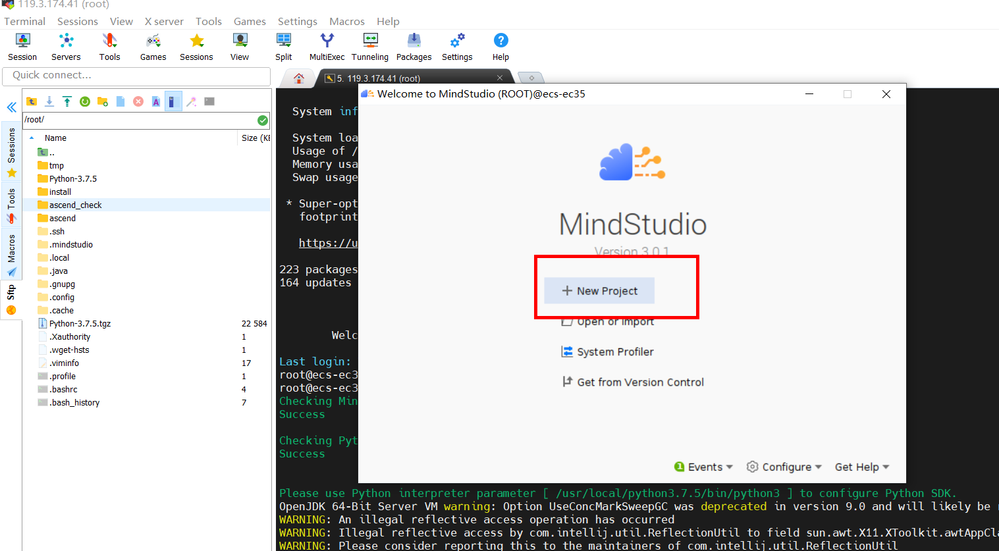 119.3.174.41 (root)
Terminal Sessions View X server Tools Games Settings Macros Help
Session Servers Tools Games Sessions View Split MultiExec Tunneling Packages Settings Help
Quick connect...
5. 119.3.174.41 (root)
/root/
Name Size (KB
..
tmp
Python-3.7.5
install
ascend_check
ascend
.ssh
.mindstudio
.local
.java
.gnupg
.config
.cache
Python-3.7.5.tgz 22 584
.Xauthority 1
.wget-hsts 1
.viminfo 17
.profile 1
.bashrc 4
.bash_history 7
Sessions
Tools
Macros
Sftp
System inf
System loa
Usage of /
Memory usa
Swap usage
* Super-opt
footprint
https://u
223 packages
164 updates
Welc
Last login:
root@ecs-ec3
root@ecs-ec3
Checking Min
Success
Checking Pyt
Success
Please use Python interpreter parameter [ /usr/local/python3.7.5/bin/python3 ] to configure Python SDK.
OpenJDK 64-Bit Server VM warning: Option UseConcMarkSweepGC was deprecated in version 9.0 and will likely be
WARNING: An illegal reflective access operation has occurred
WARNING: Illegal reflective access by com.intellij.util.ReflectionUtil to field sun.awt.X11.XToolkit.awtAppCla
WARNING: Please consider reporting this to the maintainers of com.intellij.util.ReflectionUtil
Welcome to MindStudio (ROOT)@ecs-ec35
MindStudio
Version 3.0.1
New Project
Open or Import
System Profiler
Get from Version Control
1 Events Configure Get Help